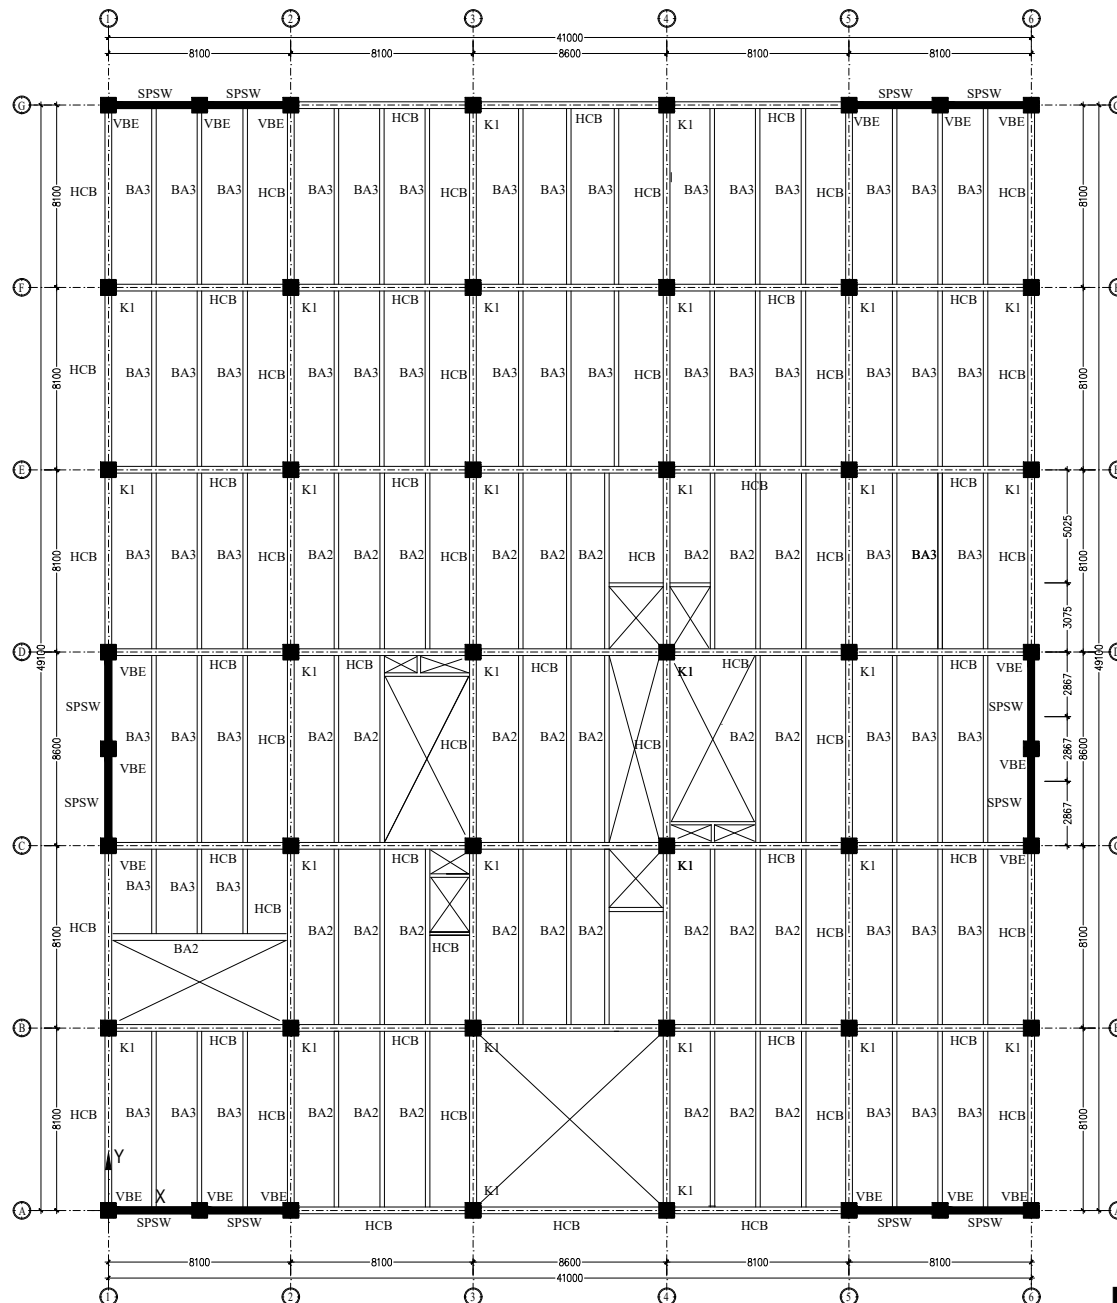 1 2 3 4 5 6
41000
8100 8100 8600 8100 8100
SPSW SPSW SPSW SPSW
G
VBE VBE VBE HCB K1 HCB K1 HCB VBE VBE VBE
HCB BA3 BA3 BA3 HCB BA3 BA3 BA3 HCB BA3 BA3 BA3 HCB BA3 BA3 BA3 HCB BA3 BA3 BA3 HCB
8100 8100
F
K1 HCB K1 HCB K1 K1 HCB K1 HCB K1
HCB BA3 BA3 BA3 HCB BA3 BA3 BA3 HCB BA3 BA3 BA3 HCB BA3 BA3 BA3 HCB BA3 BA3 BA3 HCB
8100 8100
E
K1 HCB K1 HCB K1 K1 HCB K1 HCB K1
5025
HCB BA3 BA3 BA3 HCB BA2 BA2 BA2 HCB BA2 BA2 BA2 HCB BA2 BA2 BA2 HCB BA3 BA3 BA3 HCB
8100 8100
3075
D
49100 49100
VBE HCB K1 HCB K1 HCB K1 HCB K1 HCB VBE
2867
SPSW SPSW
BA3 BA3 BA3 HCB BA2 BA2 HCB BA2 BA2 HCB BA2 BA2 HCB BA3 BA3 BA3
8600 2867 8600
VBE VBE
SPSW SPSW
2867
C
VBE HCB K1 HCB K1 K1 HCB K1 HCB VBE
BA3 BA3 BA3
HCB HCB BA2 BA2 BA2 BA2 BA2 BA2 BA2 BA2 BA2 HCB BA3 BA3 BA3 HCB
8100 8100
BA2 HCB
B
K1 HCB K1 HCB K1 K1 HCB K1 HCB K1
HCB BA3 BA3 BA3 HCB BA2 BA2 BA2 HCB BA2 BA2 BA2 HCB BA3 BA3 BA3 HCB
8100 8100
Y
X
VBE VBE VBE K1 K1 VBE VBE VBE
A
SPSW SPSW HCB HCB HCB SPSW SPSW
8100 8100 8600 8100 8100
41000
1 2 3 4 5 6